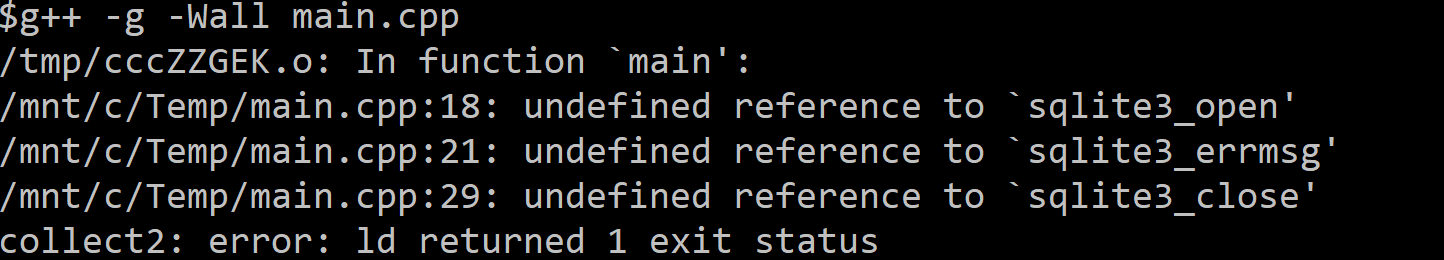 $g++ -g -Wall main.cpp
/tmp/cccZZGEK.o: In function `main':
/mnt/c/Temp/main.cpp:18: undefined reference to `sqlite3_open'
/mnt/c/Temp/main.cpp:21: undefined reference to `sqlite3_errmsg'
/mnt/c/Temp/main.cpp:29: undefined reference to `sqlite3_close'
collect2: error: ld returned 1 exit status